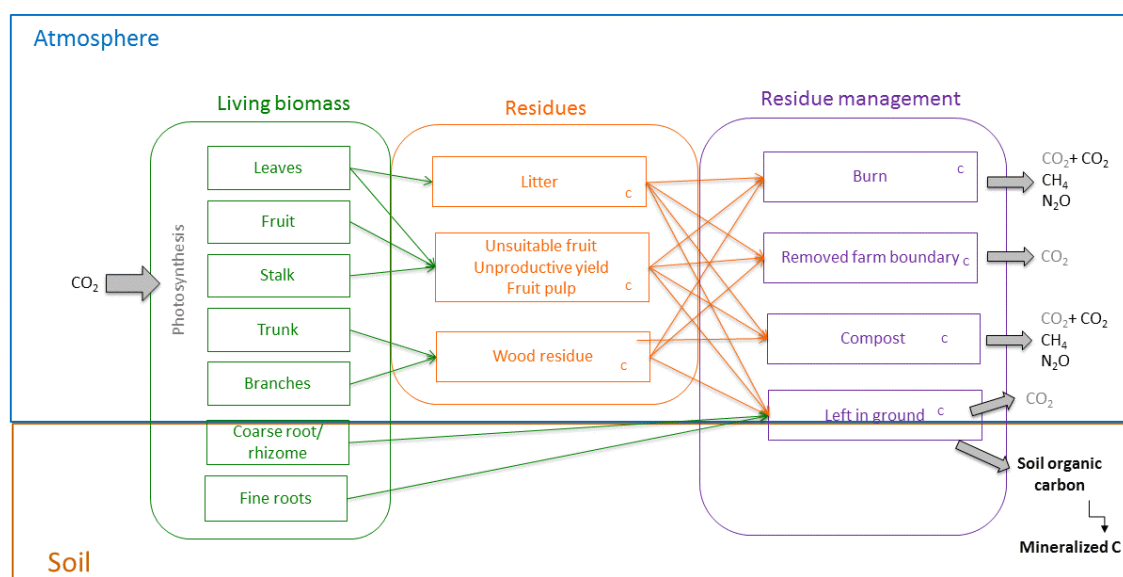 Atmosphere
Living biomass
Residues
Residue management
CO₂
Photosynthesis
Leaves
Fruit
Stalk
Trunk
Branches
Coarse root/
rhizome
Fine roots
Litter
C
Unsuitable fruit
Unproductive yield
Fruit pulp
C
Wood residue
C
Burn
C
Removed farm boundary
C
Compost
C
Left in ground
C
CO₂+ CO₂
CH₄
N₂O
CO₂
CO₂+ CO₂
CH₄
N₂O
CO₂
Soil organic
carbon
Mineralized C
Soil